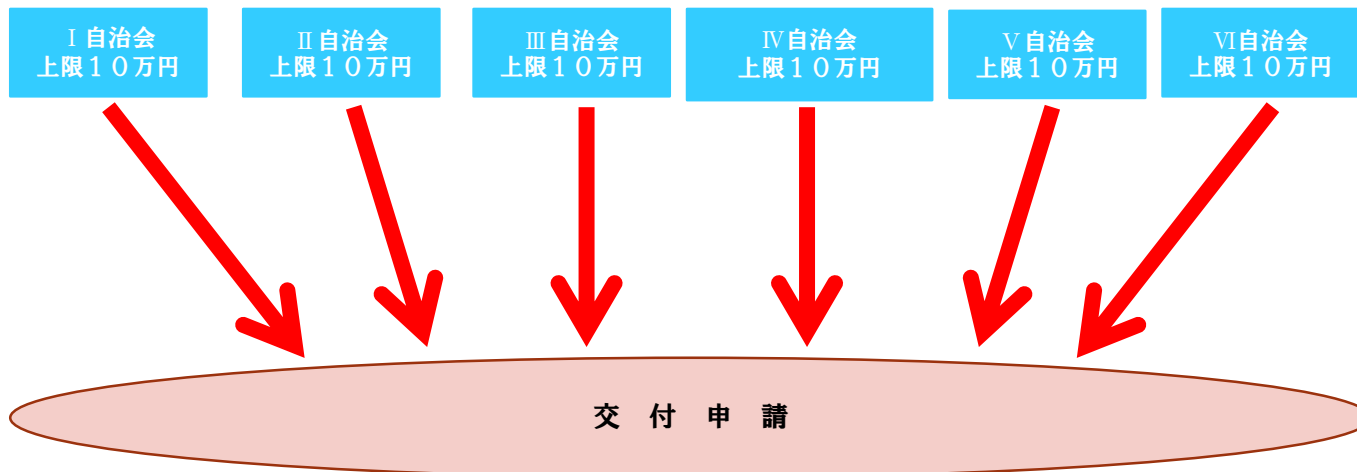 Ⅰ自治会
上限１０万円
Ⅱ自治会
上限１０万円
Ⅲ自治会
上限１０万円
Ⅳ自治会
上限１０万円
Ⅴ自治会
上限１０万円
Ⅵ自治会
上限１０万円
交　付　申　請